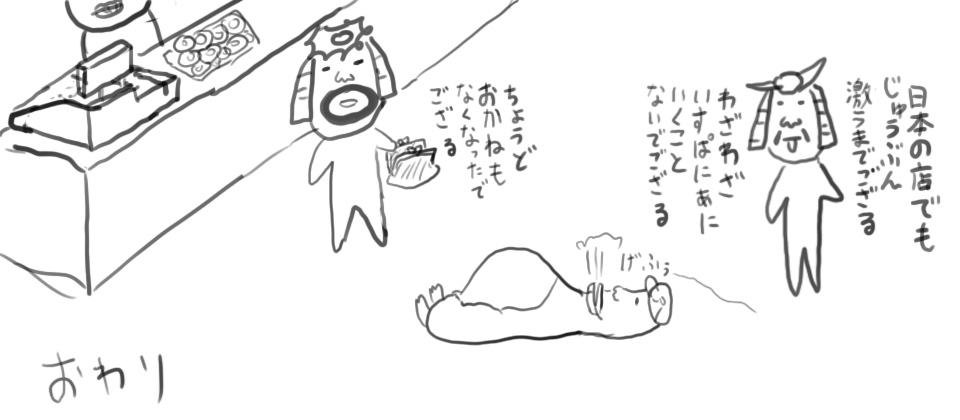 日本の店でも
じゅうぶん
激うまでござる
わざわざ
いすぱにあに
いくこと
ないでござる
ちょうど
おかねも
なくなったで
ござる
げふぅ
おわり